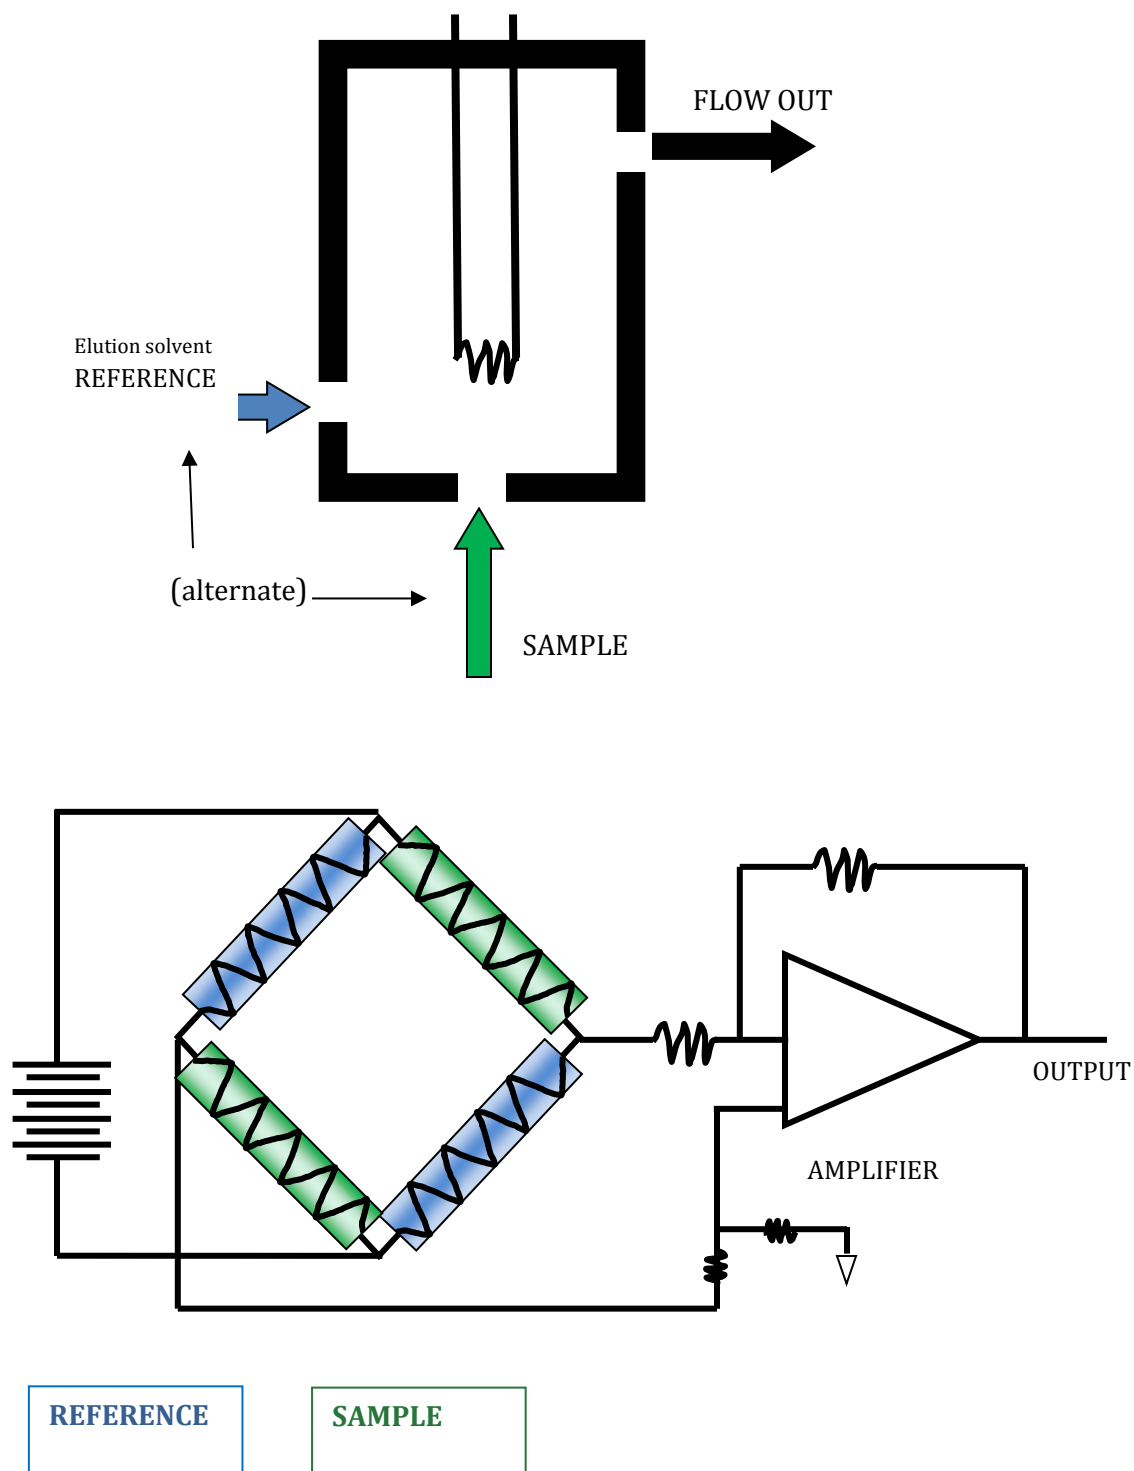 FLOW OUT
Elution solvent
REFERENCE
(alternate)
SAMPLE
OUTPUT
AMPLIFIER
REFERENCE
SAMPLE